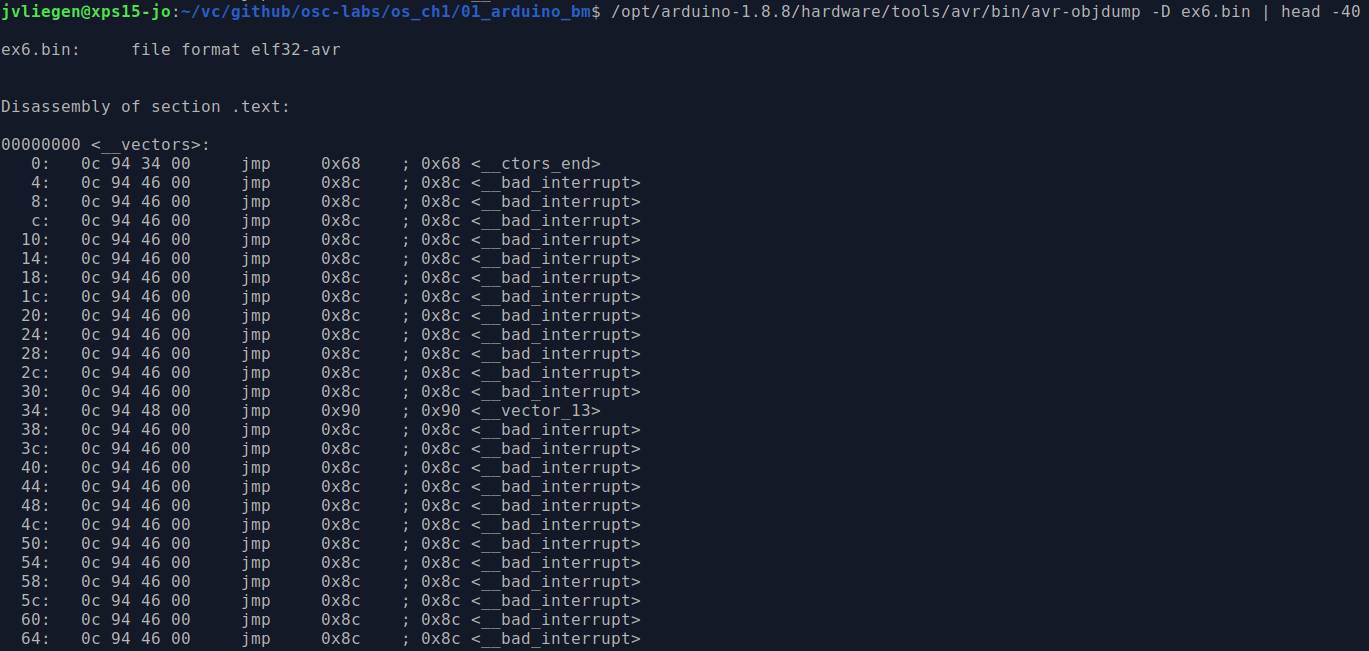 jvliegen@xps15-jo:~/vc/github/osc-labs/os_ch1/01_arduino_bm$ /opt/arduino-1.8.8/hardware/tools/avr/bin/avr-objdump -D ex6.bin | head -40
ex6.bin:     file format elf32-avr
Disassembly of section .text:
00000000 <__vectors>:
   0:   0c 94 34 00     jmp     0x68    ; 0x68 <__ctors_end>
   4:   0c 94 46 00     jmp     0x8c    ; 0x8c <__bad_interrupt>
   8:   0c 94 46 00     jmp     0x8c    ; 0x8c <__bad_interrupt>
   c:   0c 94 46 00     jmp     0x8c    ; 0x8c <__bad_interrupt>
  10:   0c 94 46 00     jmp     0x8c    ; 0x8c <__bad_interrupt>
  14:   0c 94 46 00     jmp     0x8c    ; 0x8c <__bad_interrupt>
  18:   0c 94 46 00     jmp     0x8c    ; 0x8c <__bad_interrupt>
  1c:   0c 94 46 00     jmp     0x8c    ; 0x8c <__bad_interrupt>
  20:   0c 94 46 00     jmp     0x8c    ; 0x8c <__bad_interrupt>
  24:   0c 94 46 00     jmp     0x8c    ; 0x8c <__bad_interrupt>
  28:   0c 94 46 00     jmp     0x8c    ; 0x8c <__bad_interrupt>
  2c:   0c 94 46 00     jmp     0x8c    ; 0x8c <__bad_interrupt>
  30:   0c 94 46 00     jmp     0x8c    ; 0x8c <__bad_interrupt>
  34:   0c 94 48 00     jmp     0x90    ; 0x90 <__vector_13>
  38:   0c 94 46 00     jmp     0x8c    ; 0x8c <__bad_interrupt>
  3c:   0c 94 46 00     jmp     0x8c    ; 0x8c <__bad_interrupt>
  40:   0c 94 46 00     jmp     0x8c    ; 0x8c <__bad_interrupt>
  44:   0c 94 46 00     jmp     0x8c    ; 0x8c <__bad_interrupt>
  48:   0c 94 46 00     jmp     0x8c    ; 0x8c <__bad_interrupt>
  4c:   0c 94 46 00     jmp     0x8c    ; 0x8c <__bad_interrupt>
  50:   0c 94 46 00     jmp     0x8c    ; 0x8c <__bad_interrupt>
  54:   0c 94 46 00     jmp     0x8c    ; 0x8c <__bad_interrupt>
  58:   0c 94 46 00     jmp     0x8c    ; 0x8c <__bad_interrupt>
  5c:   0c 94 46 00     jmp     0x8c    ; 0x8c <__bad_interrupt>
  60:   0c 94 46 00     jmp     0x8c    ; 0x8c <__bad_interrupt>
  64:   0c 94 46 00     jmp     0x8c    ; 0x8c <__bad_interrupt>